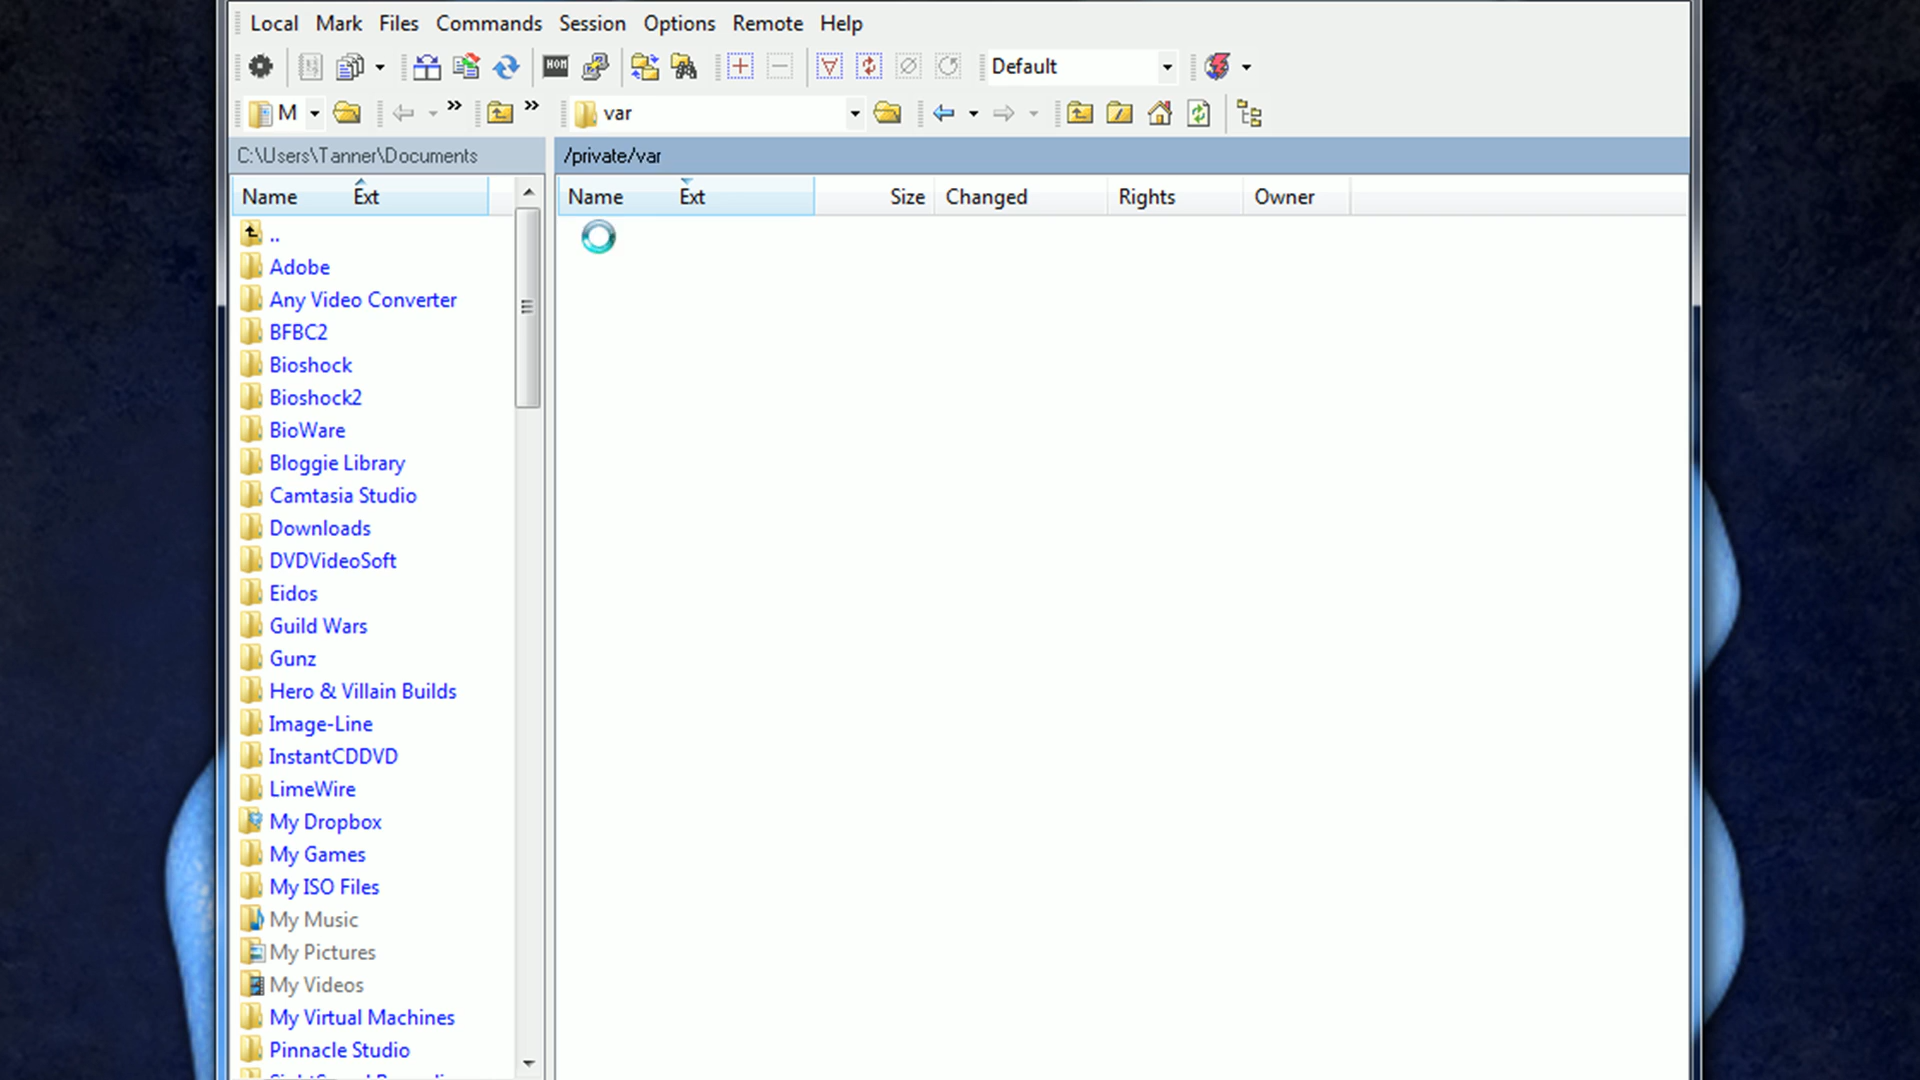 Local Mark Files Commands Session Options Remote Help
Default
M var
C:\Users\Tanner\Documents /private/var
Name Ext Name Ext Size Changed Rights Owner
..
Adobe
Any Video Converter
BFBC2
Bioshock
Bioshock2
BioWare
Bloggie Library
Camtasia Studio
Downloads
DVDVideoSoft
Eidos
Guild Wars
Gunz
Hero & Villain Builds
Image-Line
InstantCDDVD
LimeWire
My Dropbox
My Games
My ISO Files
My Music
My Pictures
My Videos
My Virtual Machines
Pinnacle Studio